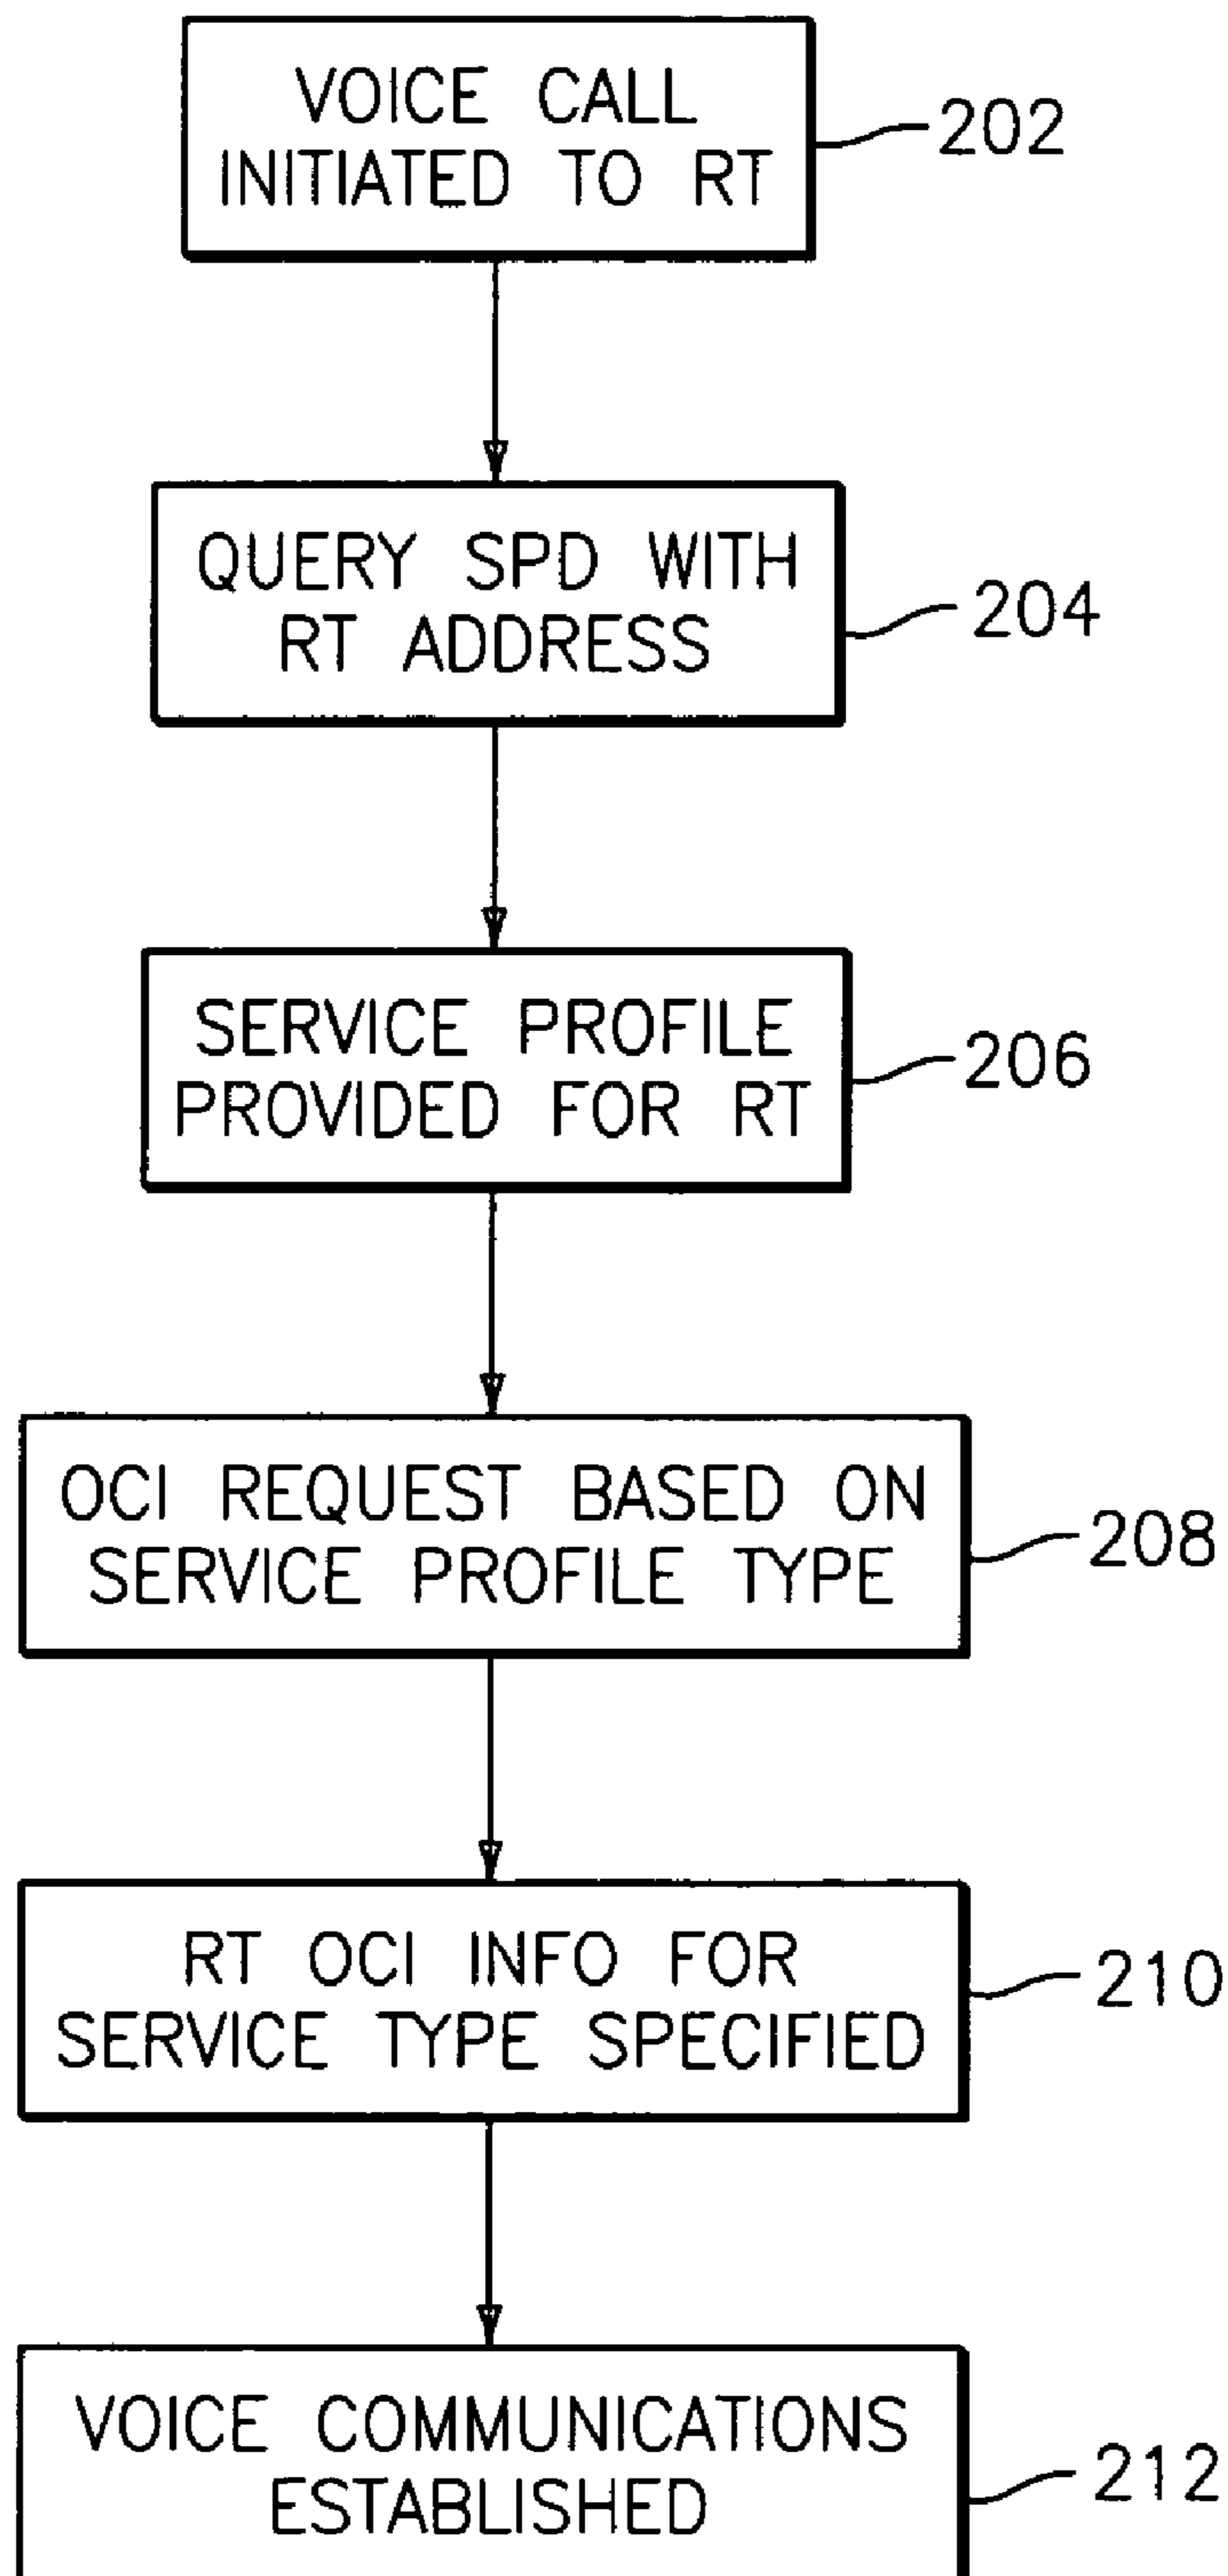 VOICE CALL
INITIATED TO RT
202
QUERY SPD WITH
RT ADDRESS
204
SERVICE PROFILE
PROVIDED FOR RT
206
OCI REQUEST BASED ON
SERVICE PROFILE TYPE
208
RT OCI INFO FOR
SERVICE TYPE SPECIFIED
210
VOICE COMMUNICATIONS
ESTABLISHED
212